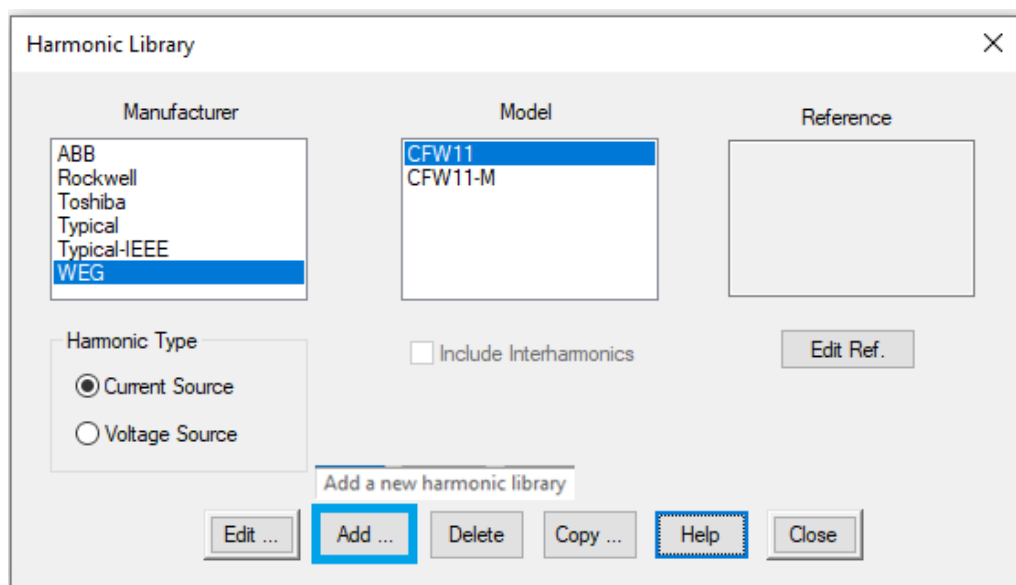 Harmonic Library
Manufacturer
Model
Reference
ABB
Rockwell
Toshiba
Typical
Typical-IEEE
WEG
CFW11
CFW11-M
Harmonic Type
Current Source
Voltage Source
Include Interharmonics
Edit Ref.
Add a new harmonic library
Edit ...
Add ...
Delete
Copy ...
Help
Close